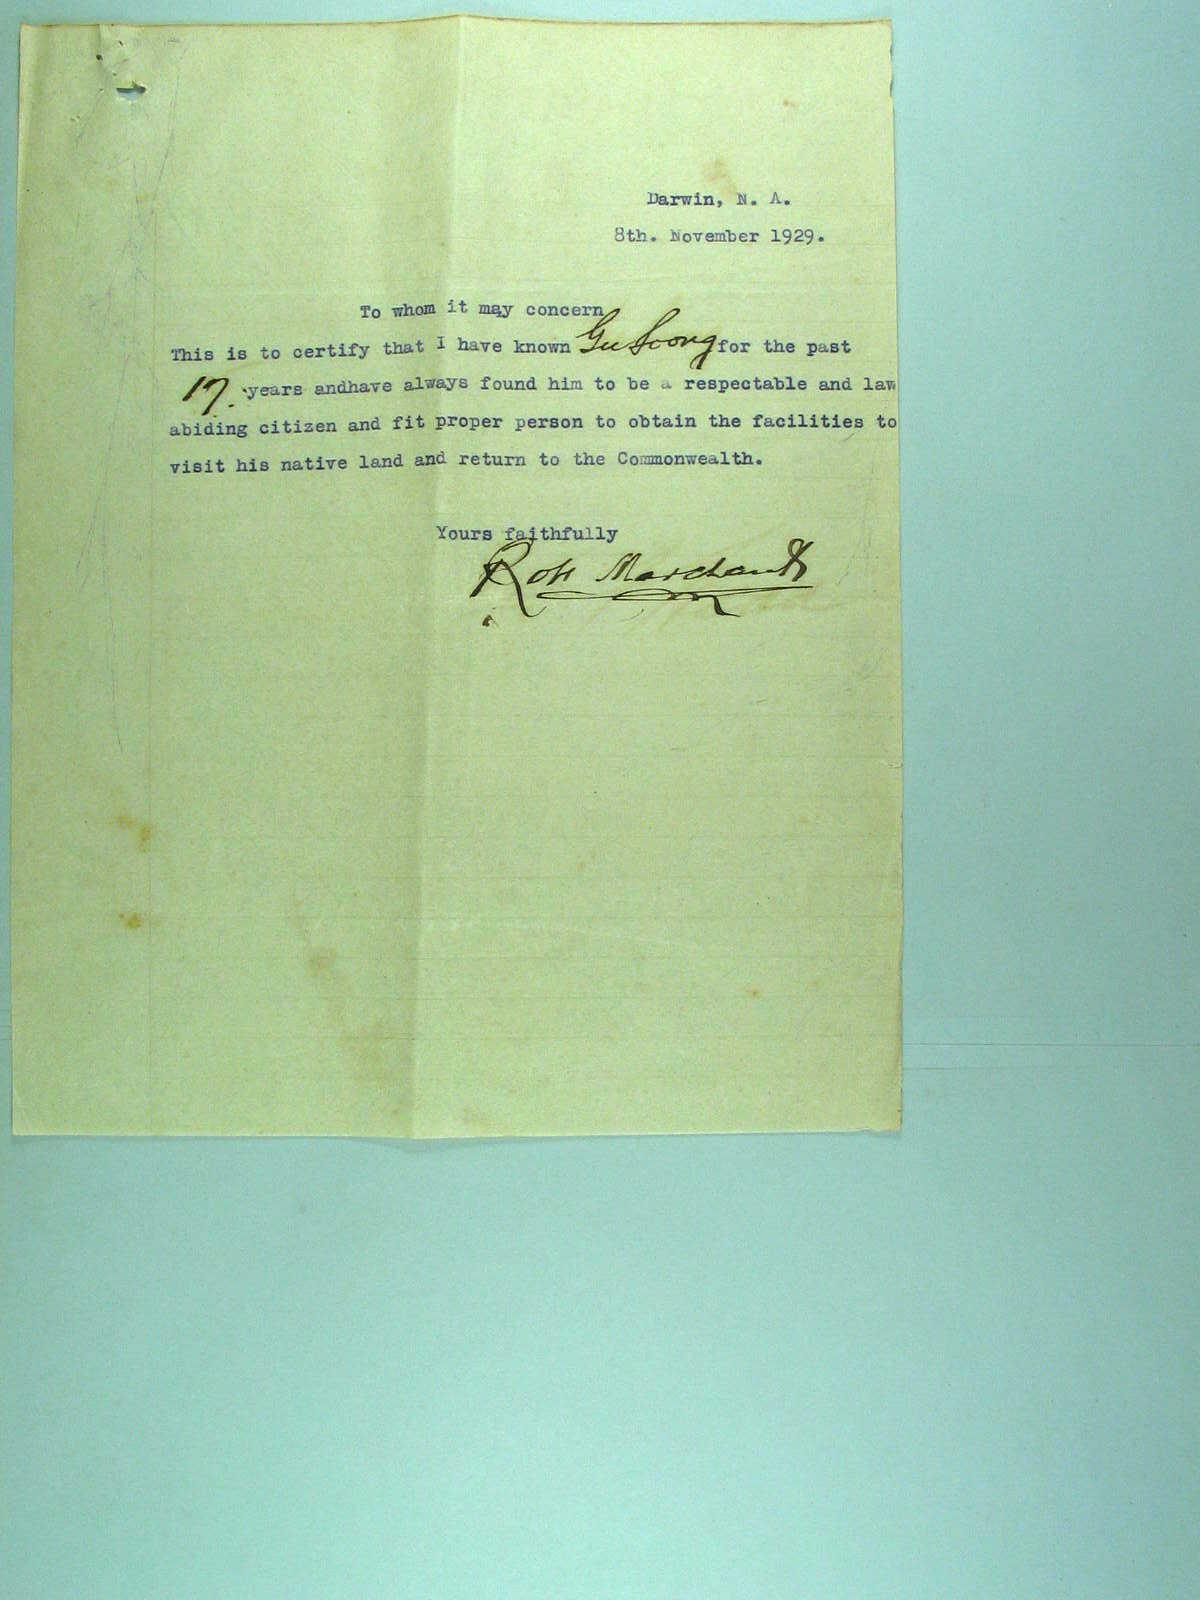 Darwin, N. A.
8th. November 1929.
To whom it may concern
This is to certify that I have known Gee Soong for the past
17. years andhave always found him to be a respectable and law
abiding citizen and fit proper person to obtain the facilities to
visit his native land and return to the Commonwealth.
Yours faithfully
Marchant